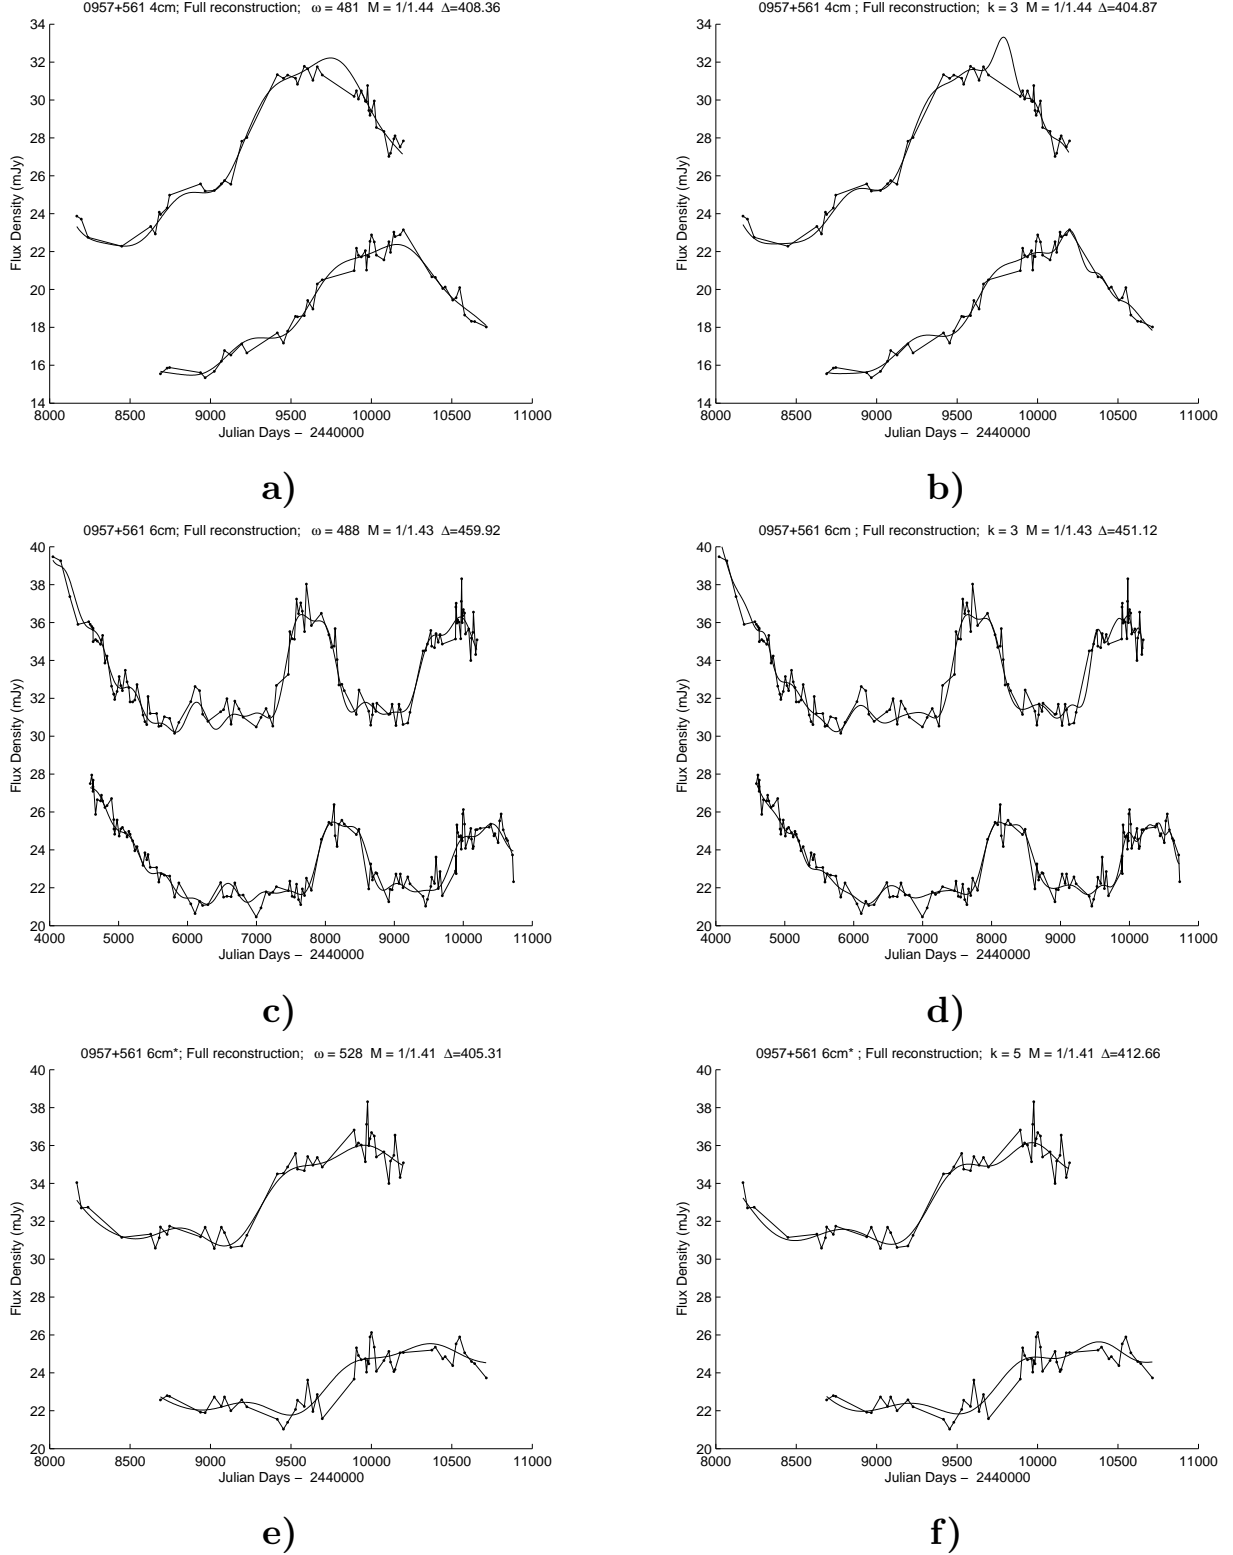 0957+561 4cm; Full reconstruction; ω = 481 M = 1/1.44 Δ=408.36
34
32
30
28
26
24
22
20
18
16
14
Flux Density (mJy)
8000 8500 9000 9500 10000 10500 11000
Julian Days – 2440000
a)
0957+561 4cm ; Full reconstruction; k = 3 M = 1/1.44 Δ=404.87
34
32
30
28
26
24
22
20
18
16
14
Flux Density (mJy)
8000 8500 9000 9500 10000 10500 11000
Julian Days – 2440000
b)
0957+561 6cm; Full reconstruction; ω = 488 M = 1/1.43 Δ=459.92
40
38
36
34
32
30
28
26
24
22
20
Flux Density (mJy)
4000 5000 6000 7000 8000 9000 10000 11000
Julian Days – 2440000
c)
0957+561 6cm ; Full reconstruction; k = 3 M = 1/1.43 Δ=451.12
40
38
36
34
32
30
28
26
24
22
20
Flux Density (mJy)
4000 5000 6000 7000 8000 9000 10000 11000
Julian Days – 2440000
d)
0957+561 6cm*; Full reconstruction; ω = 528 M = 1/1.41 Δ=405.31
40
38
36
34
32
30
28
26
24
22
20
Flux Density (mJy)
8000 8500 9000 9500 10000 10500 11000
Julian Days – 2440000
e)
0957+561 6cm* ; Full reconstruction; k = 5 M = 1/1.41 Δ=412.66
40
38
36
34
32
30
28
26
24
22
20
Flux Density (mJy)
8000 8500 9000 9500 10000 10500 11000
Julian Days – 2440000
f)